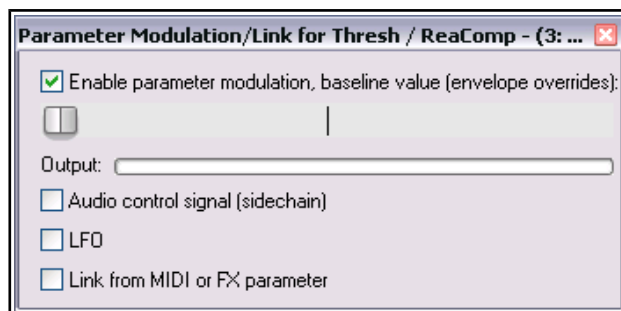 Parameter Modulation/Link for Thresh / ReaComp - (3: ...
Enable parameter modulation, baseline value (envelope overrides):
Output:
Audio control signal (sidechain)
LFO
Link from MIDI or FX parameter